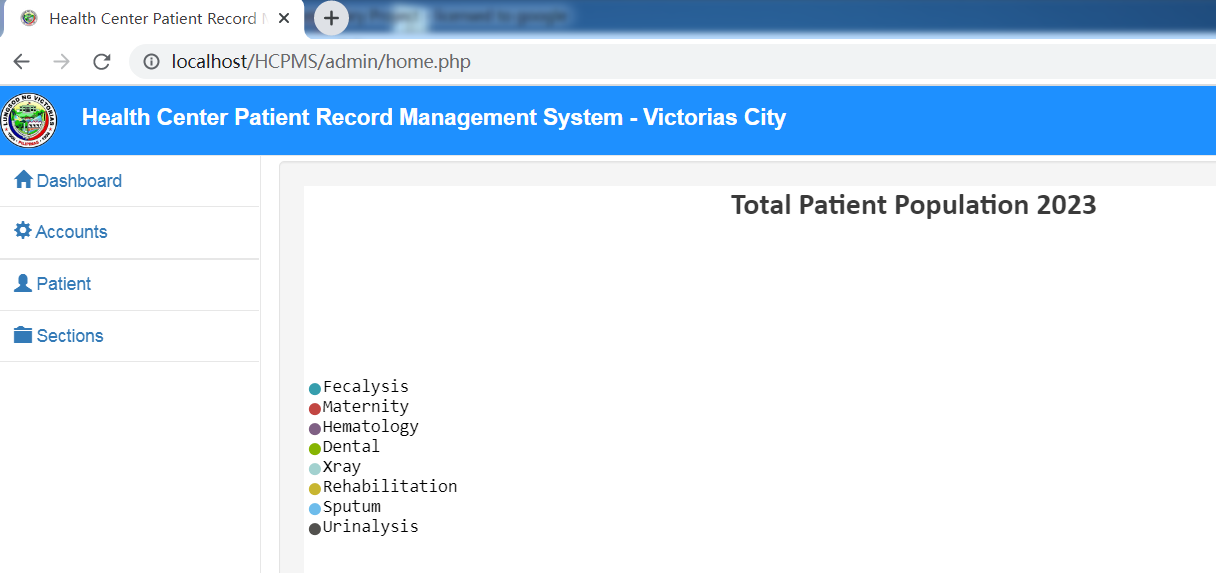 Health Center Patient Record
localhost/HCPMS/admin/home.php
Health Center Patient Record Management System - Victorias City
Dashboard
Accounts
Patient
Sections
Total Patient Population 2023
Fecalysis
Maternity
Hematology
Dental
Xray
Rehabilitation
Sputum
Urinalysis